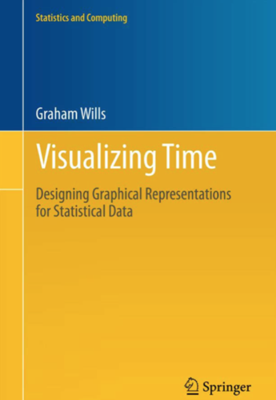 Statistics and Computing
Graham Wills
Visualizing Time
Designing Graphical Representations
for Statistical Data
Springer